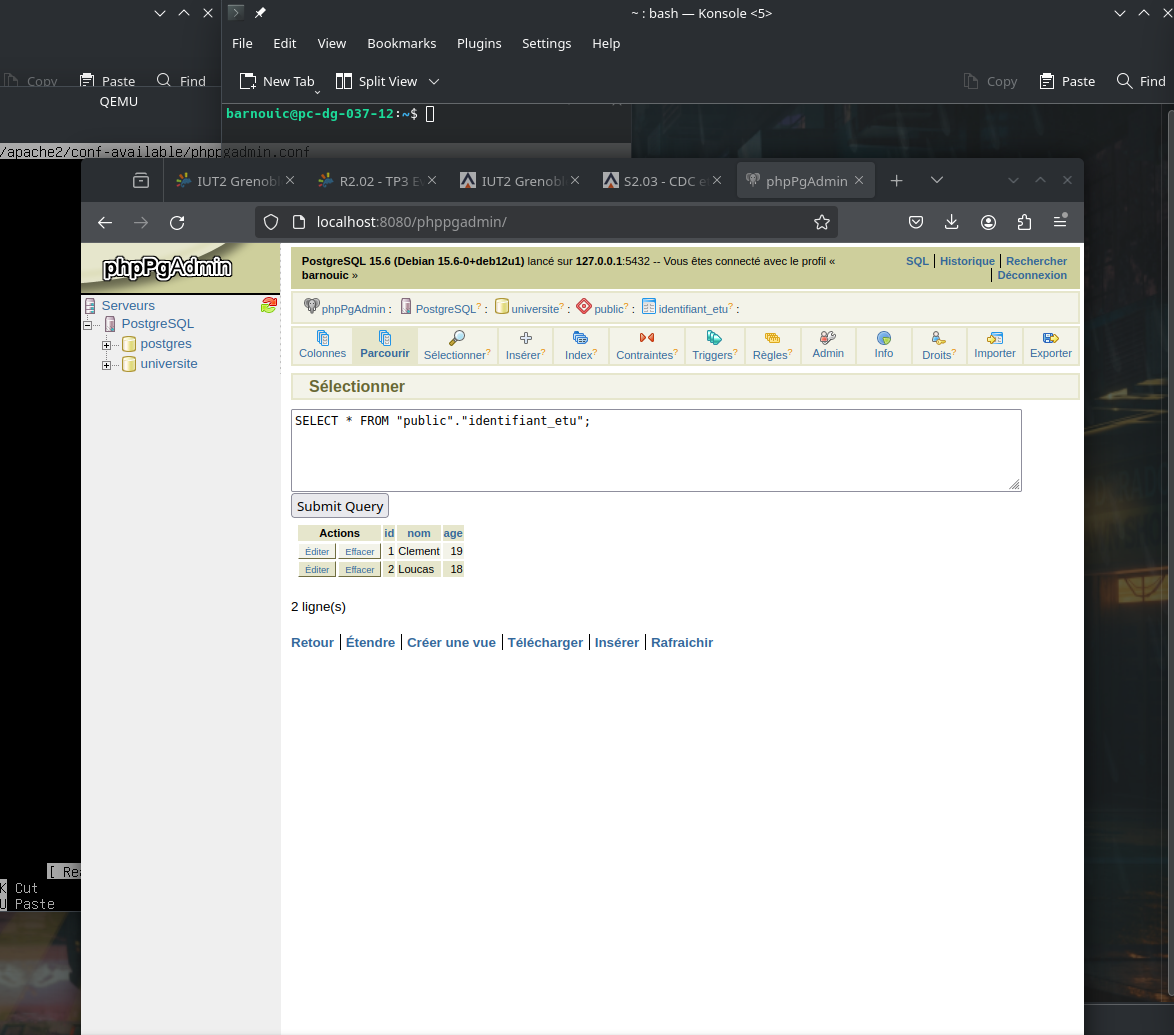 ~ : bash — Konsole <5>
File Edit View Bookmarks Plugins Settings Help
Copy Paste Find
New Tab Split View Copy Paste Find
QEMU
barnouic@pc-dg-037-12:~$
/apache2/conf-available/phppgadmin.conf
IUT2 Grenobl R2.02 - TP3 E IUT2 Grenobl S2.03 - CDC e phpPgAdmin
localhost:8080/phppgadmin/
phpPgAdmin
Serveurs
PostgreSQL
postgres
universite
PostgreSQL 15.6 (Debian 15.6-0+deb12u1) lancé sur 127.0.0.1:5432 -- Vous êtes connecté avec le profil «
barnouic »
SQL Historique Rechercher
Déconnexion
phpPgAdmin : PostgreSQL? : universite? : public? : identifiant_etu? :
Colonnes Parcourir Sélectionner? Insérer? Index? Contraintes? Triggers? Règles? Admin Info Droits? Importer Exporter
Sélectionner
SELECT * FROM "public"."identifiant_etu";
Submit Query
Actions id nom age
Éditer Effacer 1 Clement 19
Éditer Effacer 2 Loucas 18
2 ligne(s)
Retour Étendre Créer une vue Télécharger Insérer Rafraichir
[ Re
K Cut
U Paste